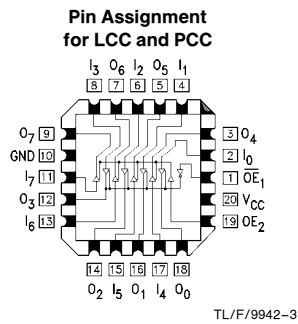 Pin Assignment
for LCC and PCC
I3 O6 I2 O5 I1
8 7 6 5 4
O7 9
GND 10
I7 11
O3 12
I6 13
3 O4
2 I0
1 O̅E̅1
20 VCC
19 OE2
14 15 16 17 18
O2 I5 O1 I4 O0
TL/F/9942–3